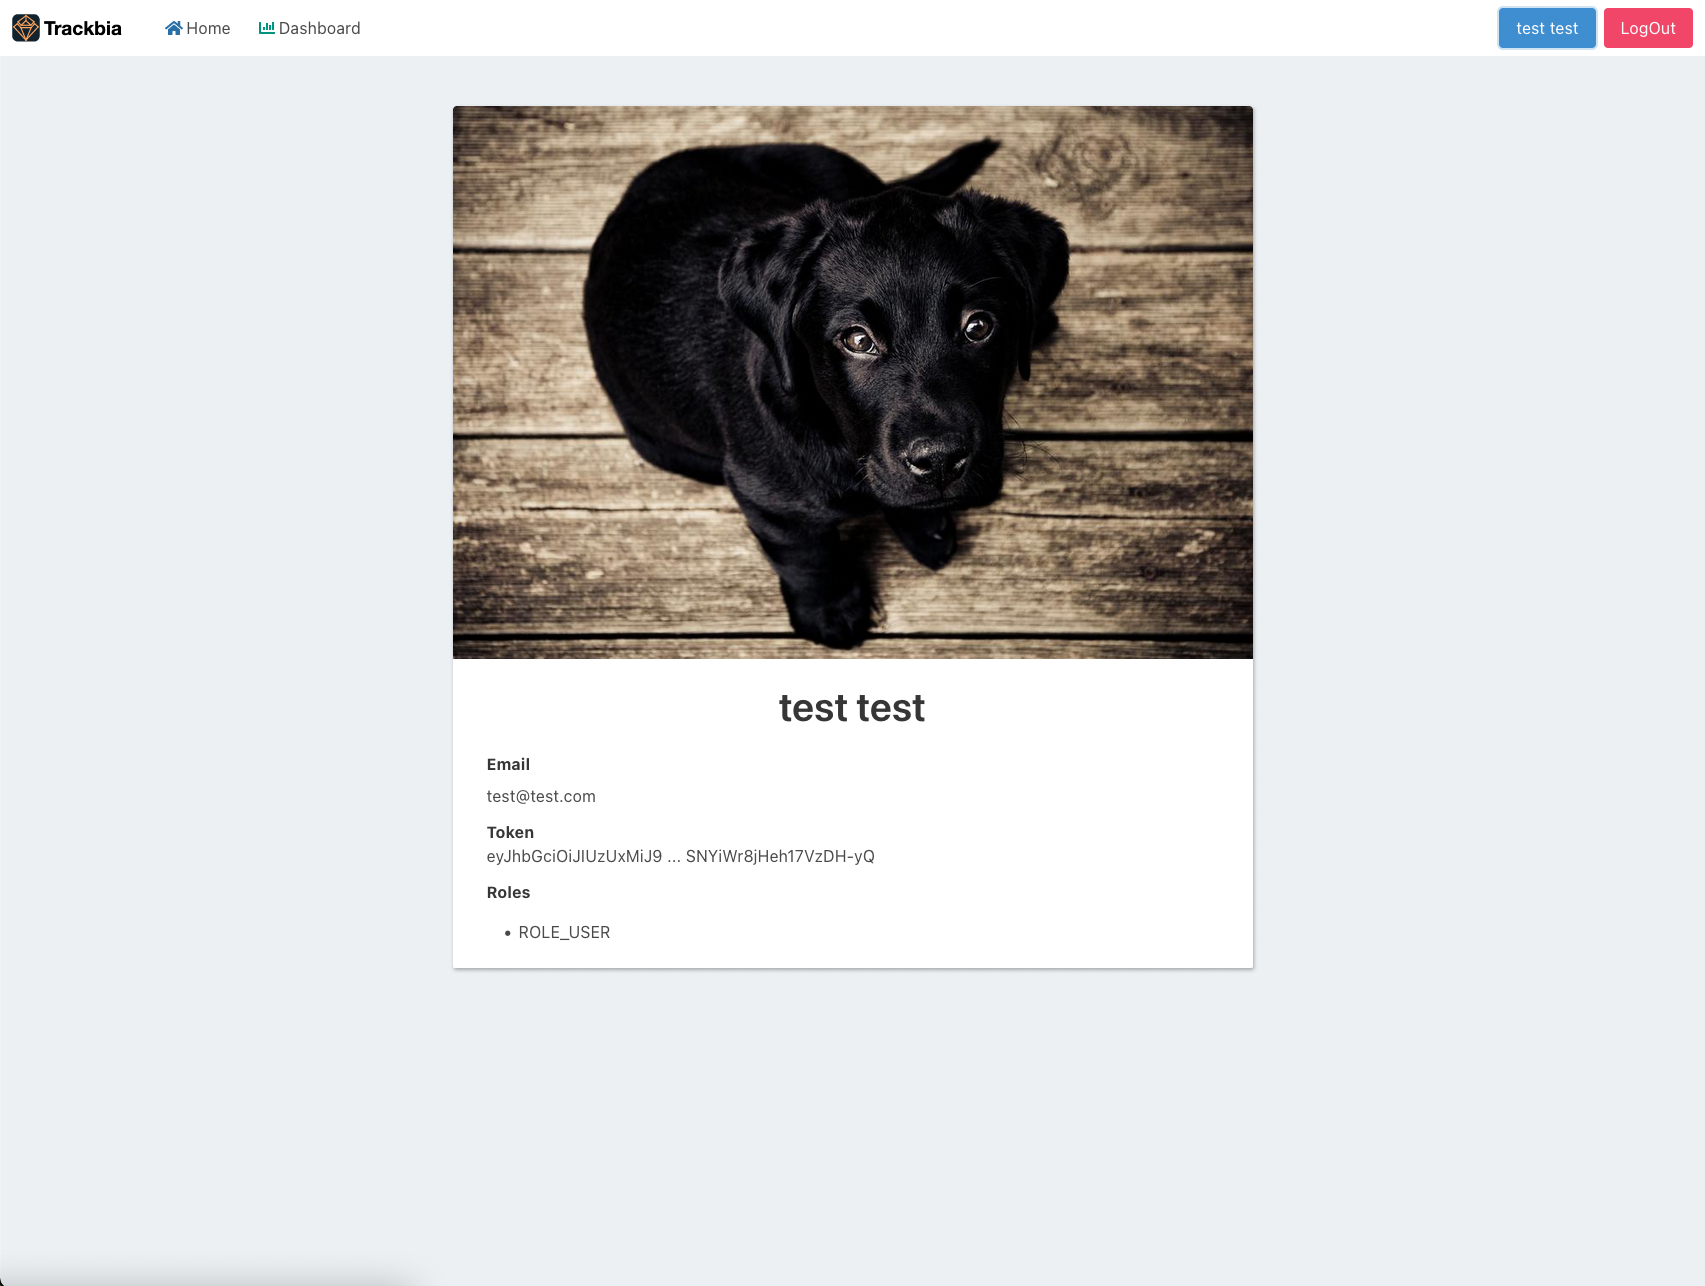 Trackbia
Home
Dashboard
test test
LogOut
test test
Email
test@test.com
Token
eyJhbGciOiJIUzUxMiJ9 ... SNYiWr8jHeh17VzDH-yQ
Roles
• ROLE_USER